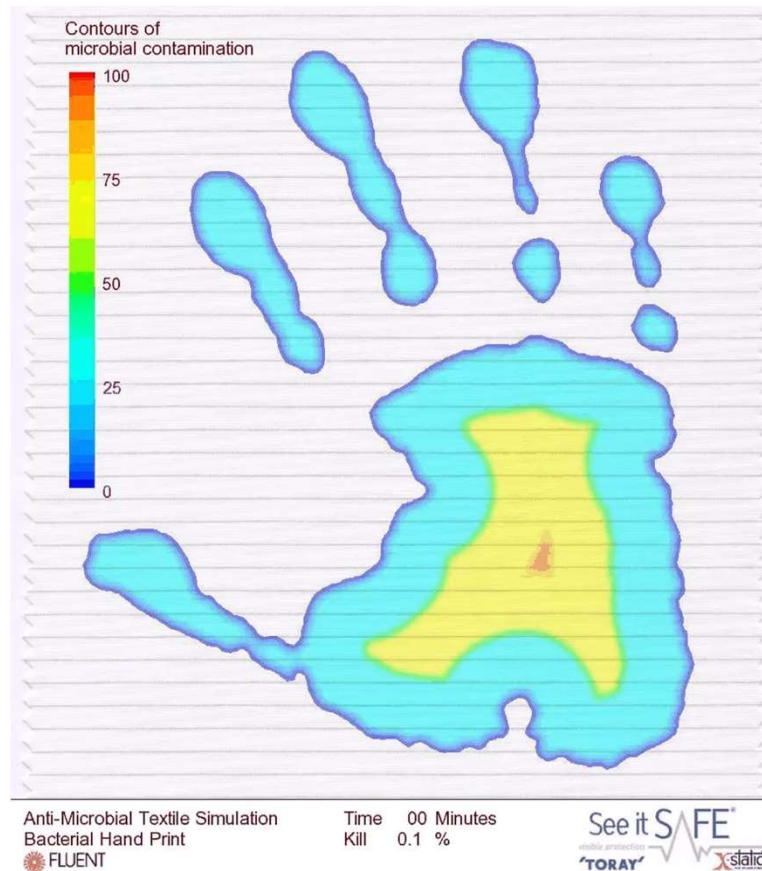 Contours of
microbial contamination
100
75
50
25
0
Anti-Microbial Textile Simulation
Bacterial Hand Print
FLUENT
Time 00 Minutes
Kill 0.1 %
See it SAFE®
visible protection
'TORAY'
X-static